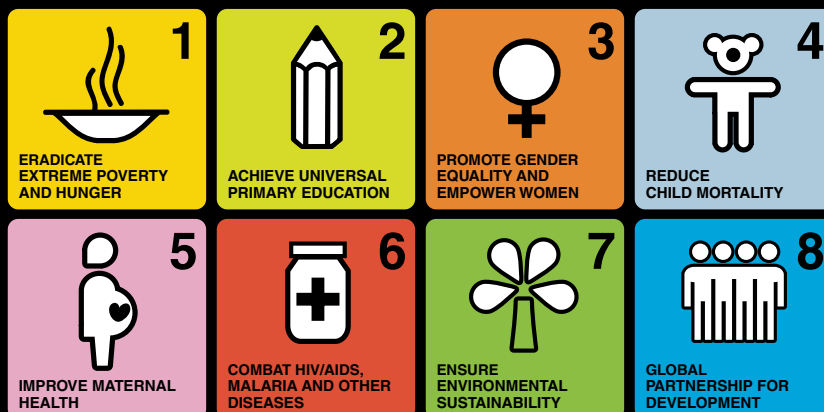 1
ERADICATE
EXTREME POVERTY
AND HUNGER
2
ACHIEVE UNIVERSAL
PRIMARY EDUCATION
3
PROMOTE GENDER
EQUALITY AND
EMPOWER WOMEN
4
REDUCE
CHILD MORTALITY
5
IMPROVE MATERNAL
HEALTH
6
COMBAT HIV/AIDS,
MALARIA AND OTHER
DISEASES
7
ENSURE
ENVIRONMENTAL
SUSTAINABILITY
8
GLOBAL
PARTNERSHIP FOR
DEVELOPMENT